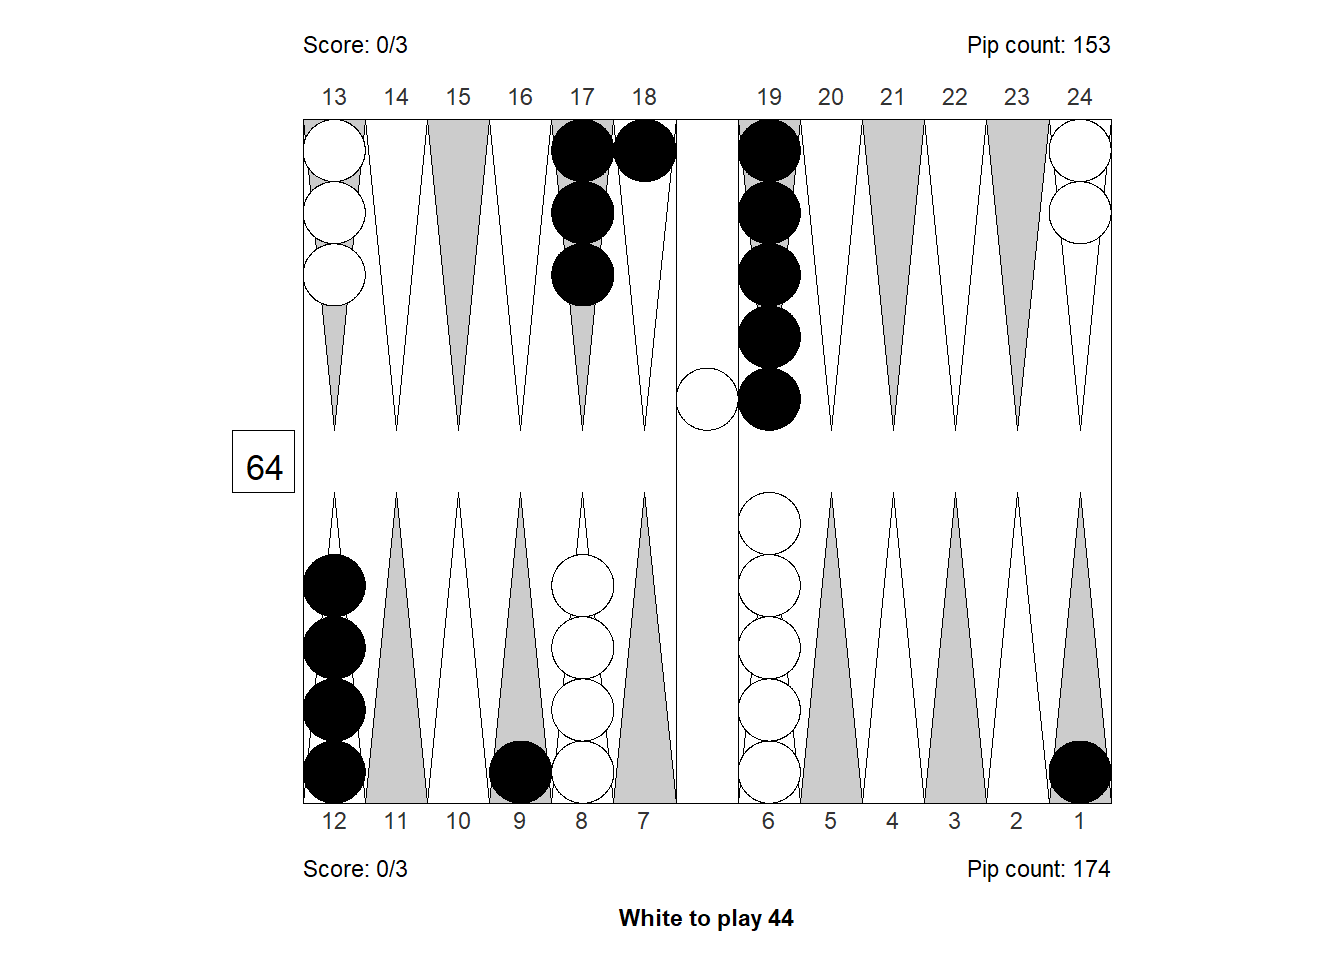 Score: 0/3 Pip count: 153
13 14 15 16 17 18 19 20 21 22 23 24
64
12 11 10 9 8 7 6 5 4 3 2 1
Score: 0/3 Pip count: 174
White to play 44